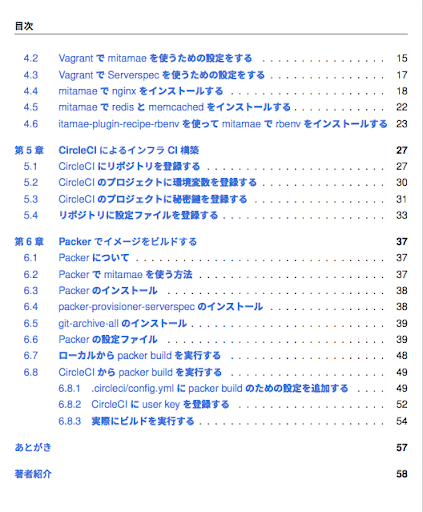 目次
4.2 Vagrant で mitamae を使うための設定をする . . . . . . . . . . . . . . . . 15
4.3 Vagrant で Serverspec を使うための設定をする . . . . . . . . . . . . . . . 17
4.4 mitamae で nginx をインストールする . . . . . . . . . . . . . . . . . . . 18
4.5 mitamae で redis と memcached をインストールする . . . . . . . . . . . . 22
4.6 itamae-plugin-recipe-rbenv を使って mitamae で rbenv をインストールする 23
第 5 章 CircleCI によるインフラ CI 構築 27
5.1 CircleCI にリポジトリを登録する . . . . . . . . . . . . . . . . . . . . . 27
5.2 CircleCI のプロジェクトに環境変数を登録する . . . . . . . . . . . . . . . . 30
5.3 CircleCI のプロジェクトに秘密鍵を登録する . . . . . . . . . . . . . . . . . 31
5.4 リポジトリに設定ファイルを登録する . . . . . . . . . . . . . . . . . . . . 33
第 6 章 Packer でイメージをビルドする 37
6.1 Packer について . . . . . . . . . . . . . . . . . . . . . . . . . . . . . 37
6.2 Packer で mitamae を使う方法 . . . . . . . . . . . . . . . . . . . . . . . 37
6.3 Packer のインストール . . . . . . . . . . . . . . . . . . . . . . . . . . 38
6.4 packer-provisioner-serverspec のインストール . . . . . . . . . . . . . . . 38
6.5 git-archive-all のインストール . . . . . . . . . . . . . . . . . . . . . . . 39
6.6 Packer の設定ファイル . . . . . . . . . . . . . . . . . . . . . . . . . . 39
6.7 ローカルから packer build を実行する . . . . . . . . . . . . . . . . . . . 48
6.8 CircleCI から packer build を実行する . . . . . . . . . . . . . . . . . . . 49
6.8.1 .circleci/config.yml に packer build のための設定を追加する . . . . 49
6.8.2 CircleCI に user key を登録する . . . . . . . . . . . . . . . . . . . 52
6.8.3 実際にビルドを実行する . . . . . . . . . . . . . . . . . . . . . . . 54
あとがき 57
著者紹介 58